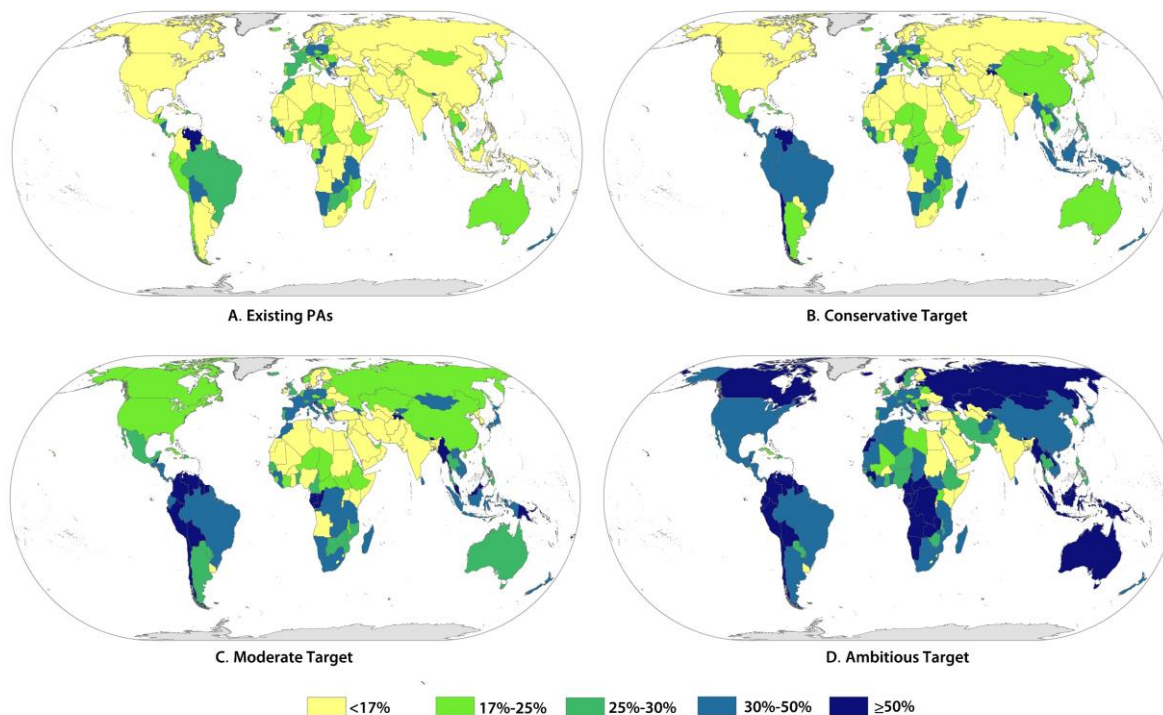 A. Existing PAs
B. Conservative Target
C. Moderate Target
D. Ambitious Target
<17%
17%-25%
25%-30%
30%-50%
≥50%